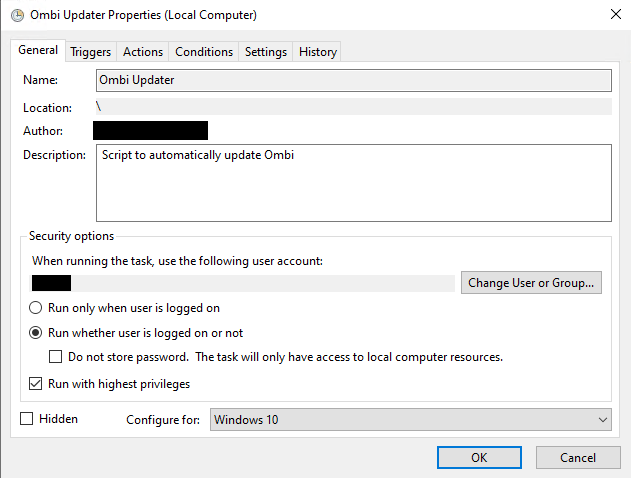 Ombi Updater Properties (Local Computer)
General Triggers Actions Conditions Settings History
Name: Ombi Updater
Location: \
Author:
Description: Script to automatically update Ombi
Security options
When running the task, use the following user account:
Change User or Group...
Run only when user is logged on
Run whether user is logged on or not
Do not store password.  The task will only have access to local computer resources.
Run with highest privileges
Hidden Configure for: Windows 10
OK Cancel